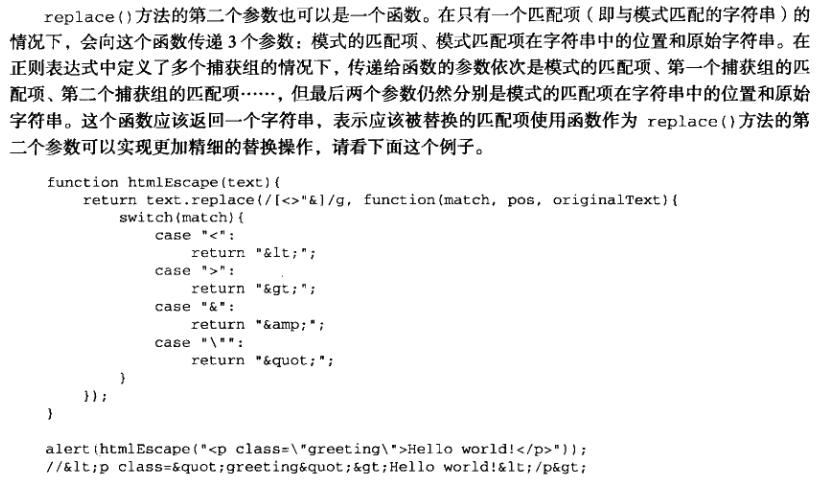 replace()方法的第二个参数也可以是一个函数。在只有一个匹配项(即与模式匹配的字符串)的
情况下，会向这个函数传递 3 个参数：模式的匹配项、模式匹配项在字符串中的位置和原始字符串。在
正则表达式中定义了多个捕获组的情况下，传递给函数的参数依次是模式的匹配项、第一个捕获组的匹
配项、第二个捕获组的匹配项……，但最后两个参数仍然分别是模式的匹配项在字符串中的位置和原始
字符串。这个函数应该返回一个字符串，表示应该被替换的匹配项使用函数作为 replace()方法的第
二个参数可以实现更加精细的替换操作，请看下面这个例子。
function htmlEscape(text){
    return text.replace(/[<>"&]/g, function(match, pos, originalText){
        switch(match){
            case "<":
                return "&lt;";
            case ">":
                return "&gt;";
            case "&":
                return "&amp;";
            case "\"":
                return "&quot;";
        }
    });
}
alert(htmlEscape("<p class=\"greeting\">Hello world!</p>"));
//&lt;p class=&quot;greeting&quot;&gt;Hello world!&lt;/p&gt;